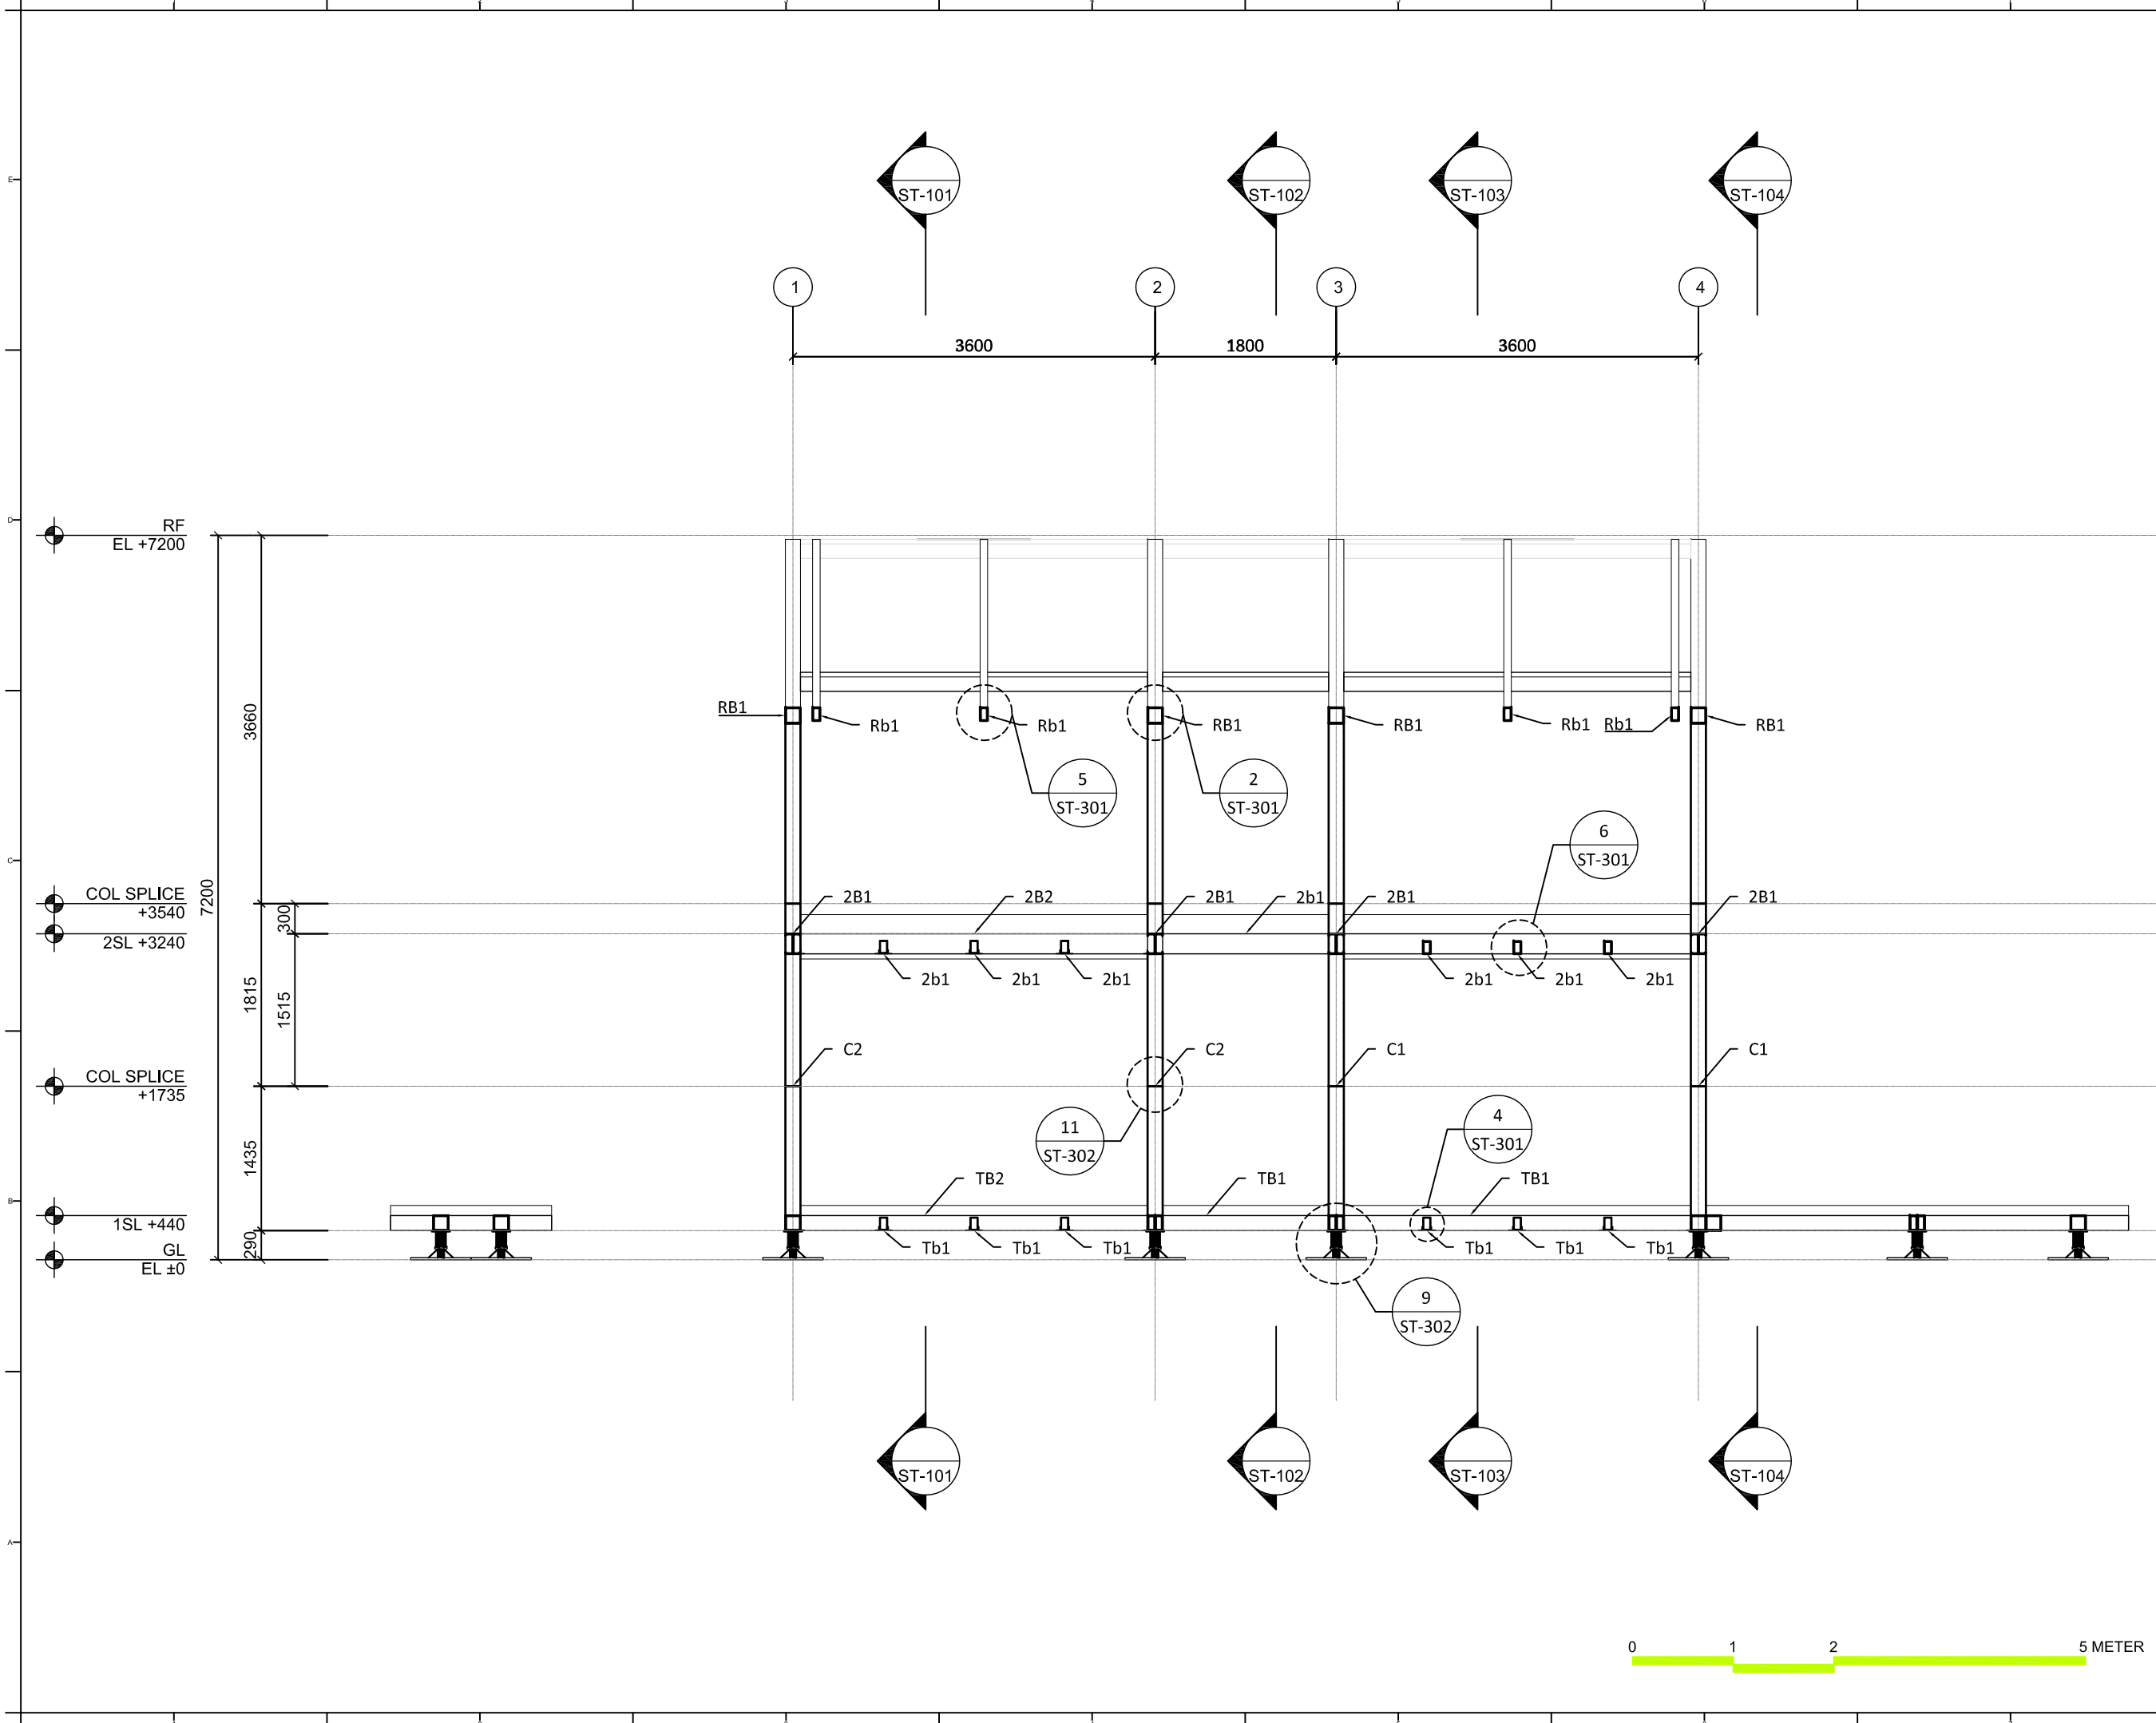 ST-101
ST-102
ST-103
ST-104
1
2
3
4
3600
1800
3600
RF
EL +7200
RB1
Rb1
Rb1
RB1
RB1
Rb1
Rb1
RB1
3660
5
ST-301
2
ST-301
6
ST-301
7200
COL SPLICE
+3540
300
2SL +3240
2B1
2B2
2B1
2b1
2B1
2B1
2b1
2b1
2b1
2b1
2b1
2b1
1815
1515
C2
C2
C1
C1
COL SPLICE
+1735
11
ST-302
4
ST-301
1435
TB2
TB1
TB1
1SL +440
Tb1
Tb1
Tb1
Tb1
Tb1
Tb1
290
GL
EL ±0
9
ST-302
ST-101
ST-102
ST-103
ST-104
0
1
2
5 METER
E
D
C
B
A